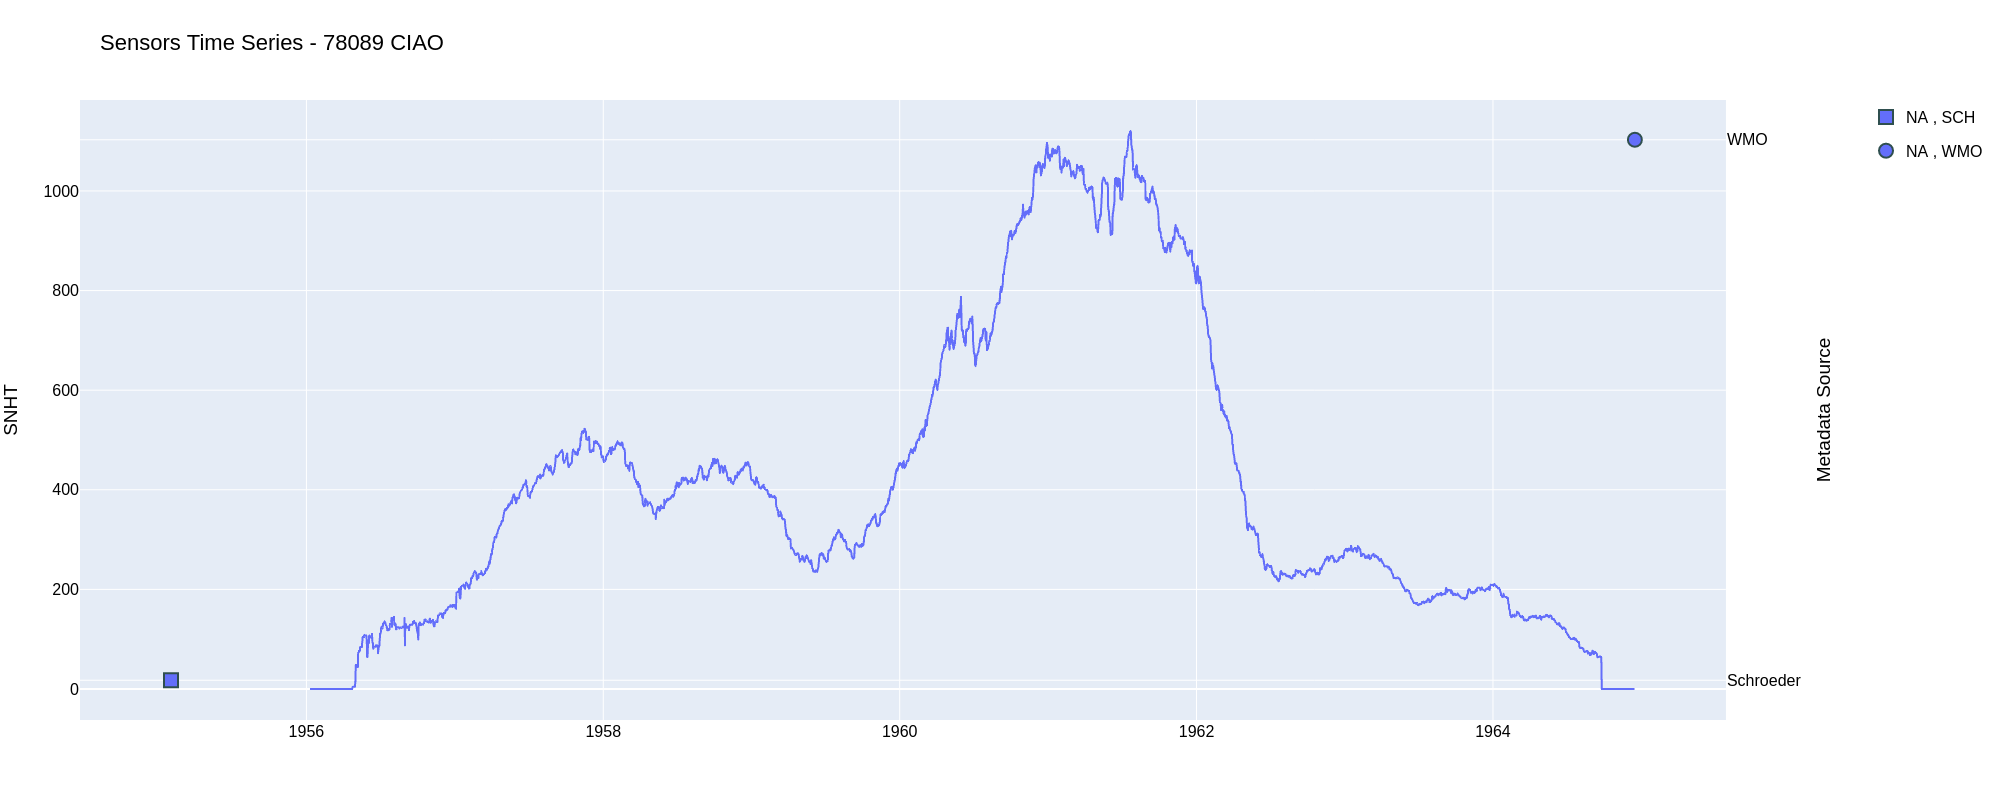 Sensors Time Series - 78089 CIAO
NA , SCH
NA , WMO
WMO
Schroeder
Metadata Source
SNHT
1000
800
600
400
200
0
1956
1958
1960
1962
1964